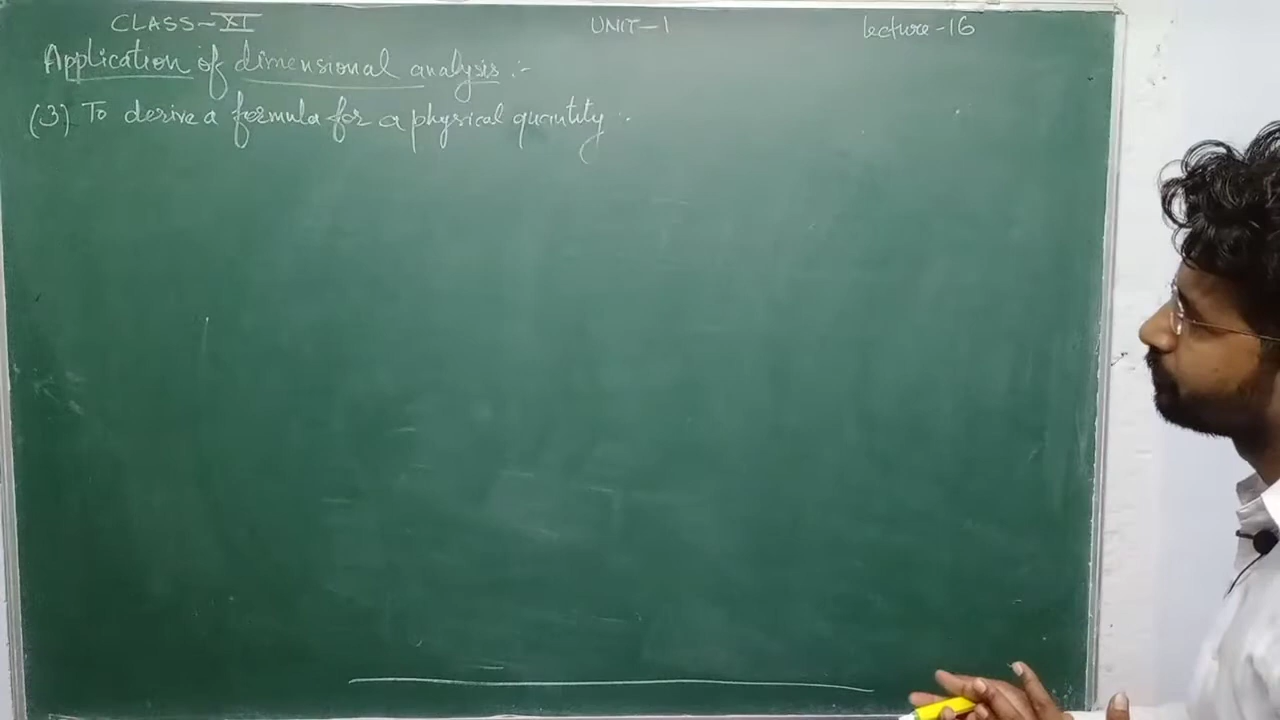 CLASS-XI UNIT-1 Lecture-16
Application of dimensional analysis :-
(3) To derive a formula for a physical quantity :-